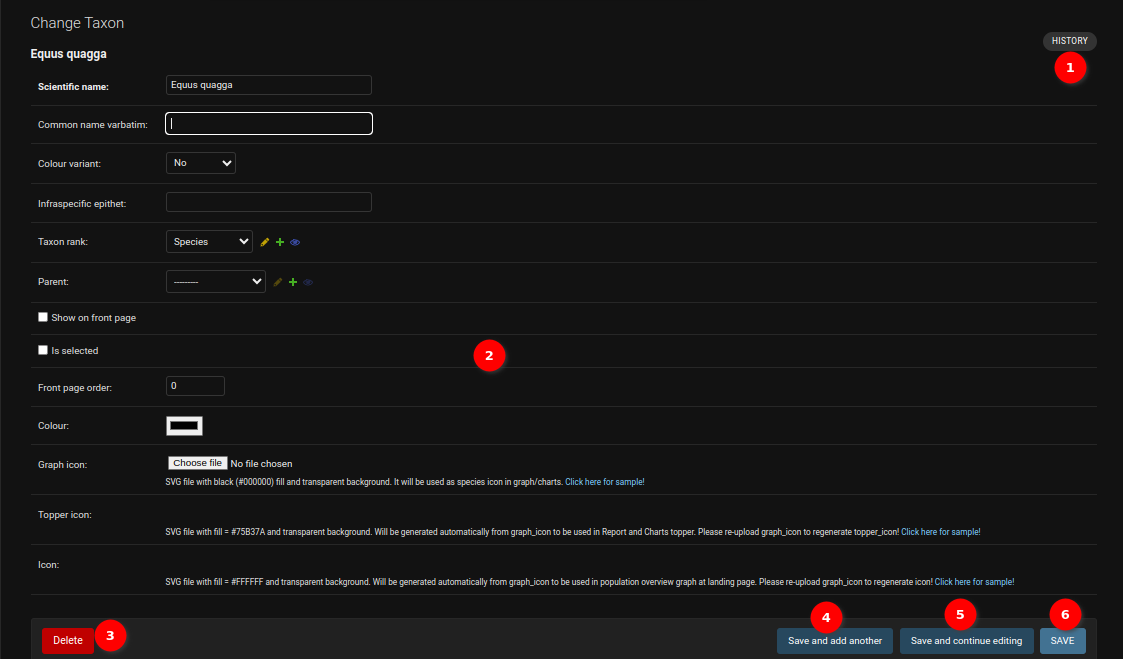 Change Taxon
Equus quagga
HISTORY
1
Scientific name: Equus quagga
Common name varbatim:
Colour variant: No
Infraspecific epithet:
Taxon rank: Species
Parent: ---------
Show on front page
Is selected
2
Front page order: 0
Colour:
Graph icon: Choose file No file chosen
SVG file with black (#000000) fill and transparent background. It will be used as species icon in graph/charts. Click here for sample!
Topper icon:
SVG file with fill = #75B37A and transparent background. Will be generated automatically from graph_icon to be used in Report and Charts topper. Please re-upload graph_icon to regenerate topper_icon! Click here for sample!
Icon:
SVG file with fill = #FFFFFF and transparent background. Will be generated automatically from graph_icon to be used in population overview graph at landing page. Please re-upload graph_icon to regenerate icon! Click here for sample!
Delete 3
4 5 6
Save and add another Save and continue editing SAVE